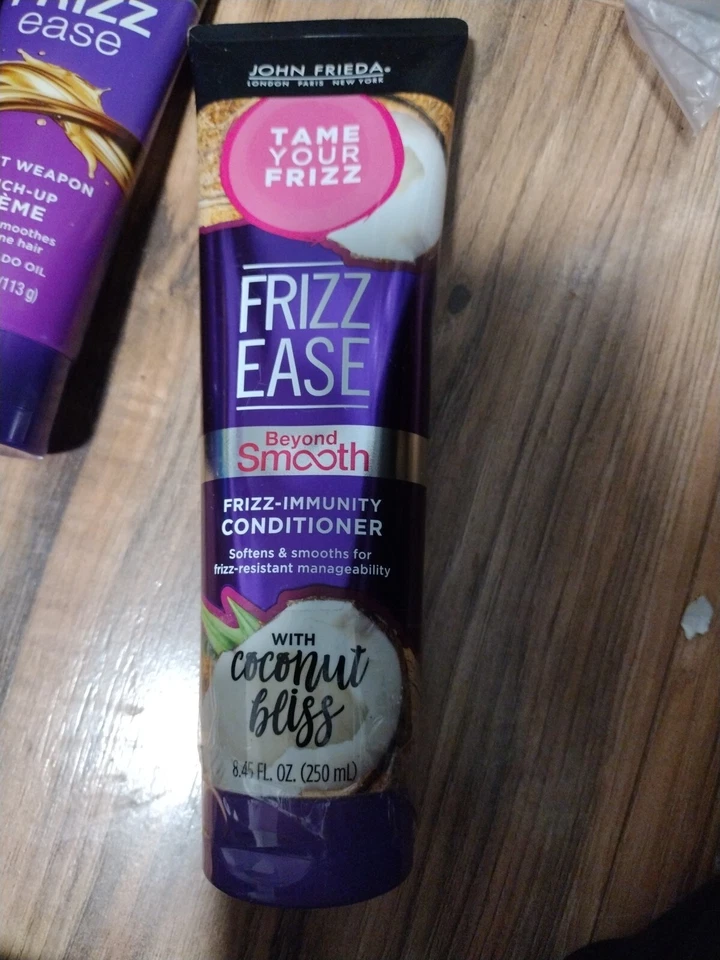 FRIZZ
ease
T WEAPON
CH-UP
ÈME
moothes
ne hair
DO OIL
(113 g)
JOHN FRIEDA®
LONDON PARIS NEW YORK
TAME
YOUR
FRIZZ
FRIZZ
EASE
Beyond
Smooth
FRIZZ-IMMUNITY
CONDITIONER
Softens & smooths for
frizz-resistant manageability
WITH
coconut
bliss
8.45 FL. OZ. (250 mL)